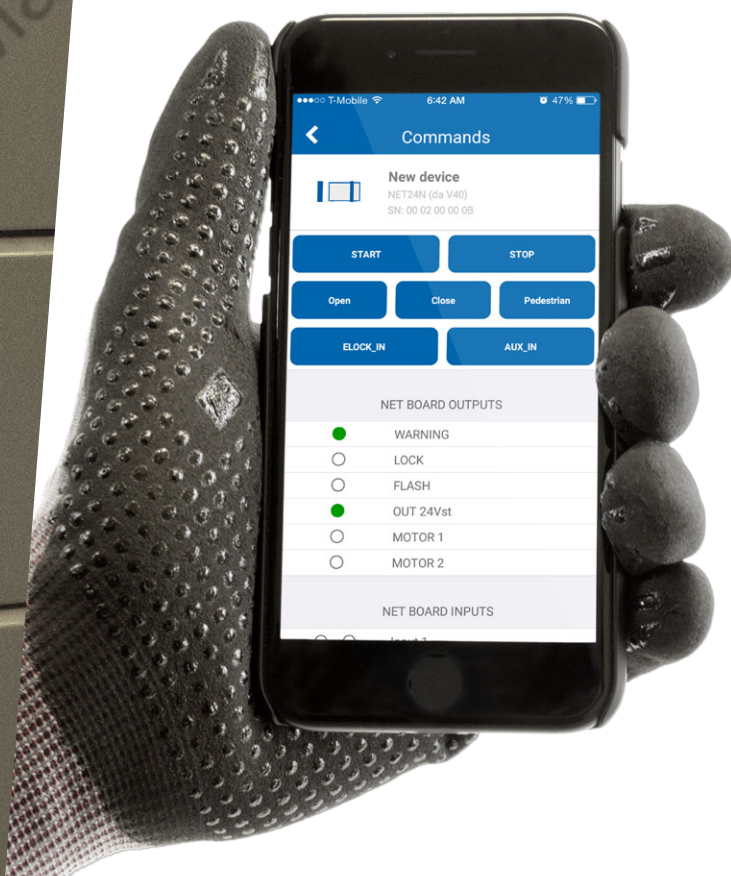 T-Mobile 6:42 AM 47%
Commands
New device
NET24N (da V40)
SN: 00 02 00 00 0B
START STOP
Open Close Pedestrian
ELOCK_IN AUX_IN
NET BOARD OUTPUTS
WARNING
LOCK
FLASH
OUT 24Vst
MOTOR 1
MOTOR 2
NET BOARD INPUTS
Input 1